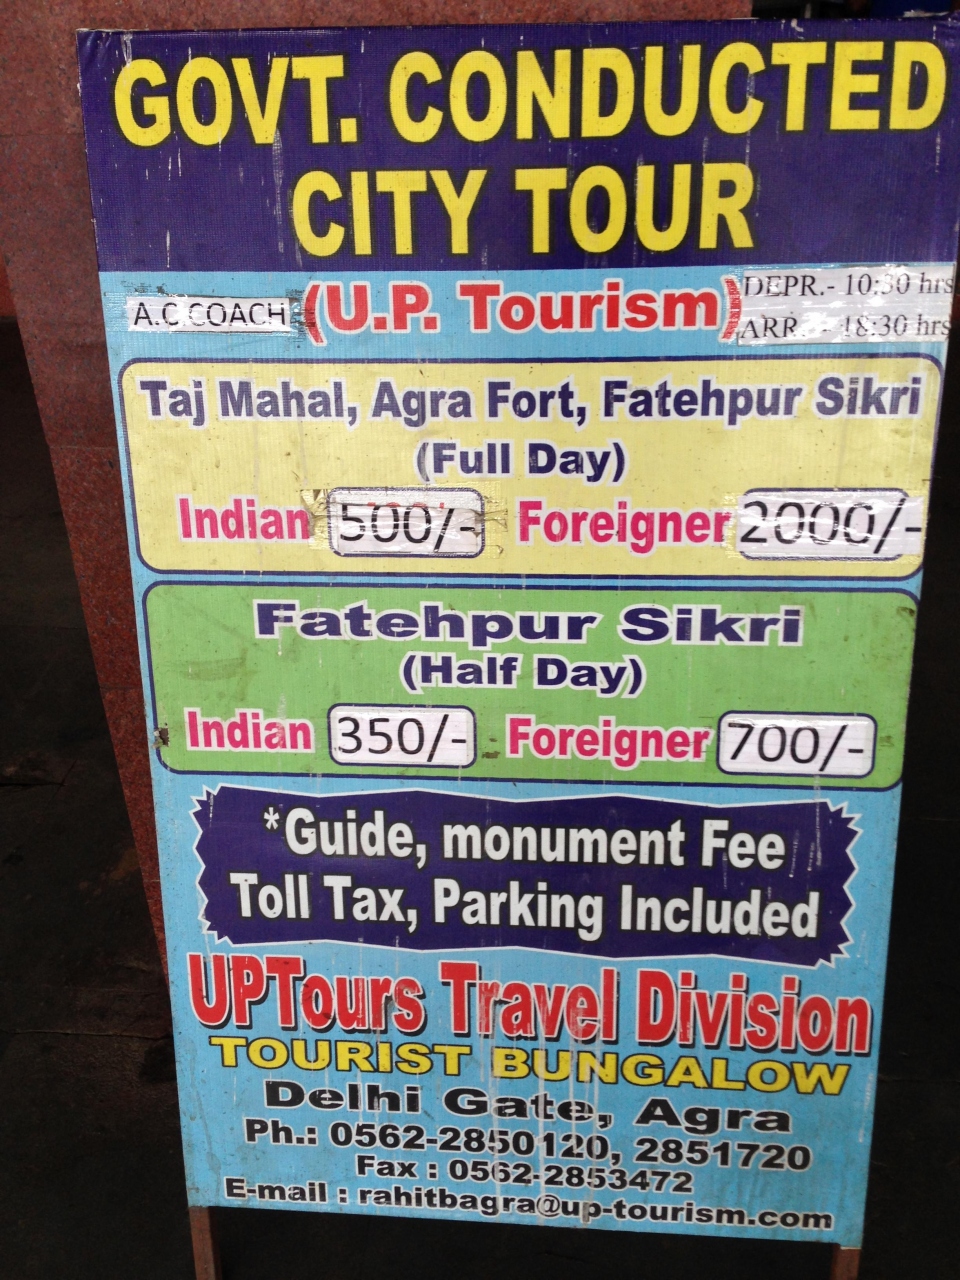 GOVT. CONDUCTED
CITY TOUR
A.C.COACH (U.P. Tourism) DEPR.- 10:30 hrs
ARR. - 18:30 hrs
Taj Mahal, Agra Fort, Fatehpur Sikri
(Full Day)
Indian 500/- Foreigner 2000/-
Fatehpur Sikri
(Half Day)
Indian 350/- Foreigner 700/-
*Guide, monument Fee
Toll Tax, Parking Included
UPTours Travel Division
TOURIST BUNGALOW
Delhi Gate, Agra
Ph.: 0562-2850120, 2851720
Fax : 0562-2853472
E-mail : rahitbagra@up-tourism.com